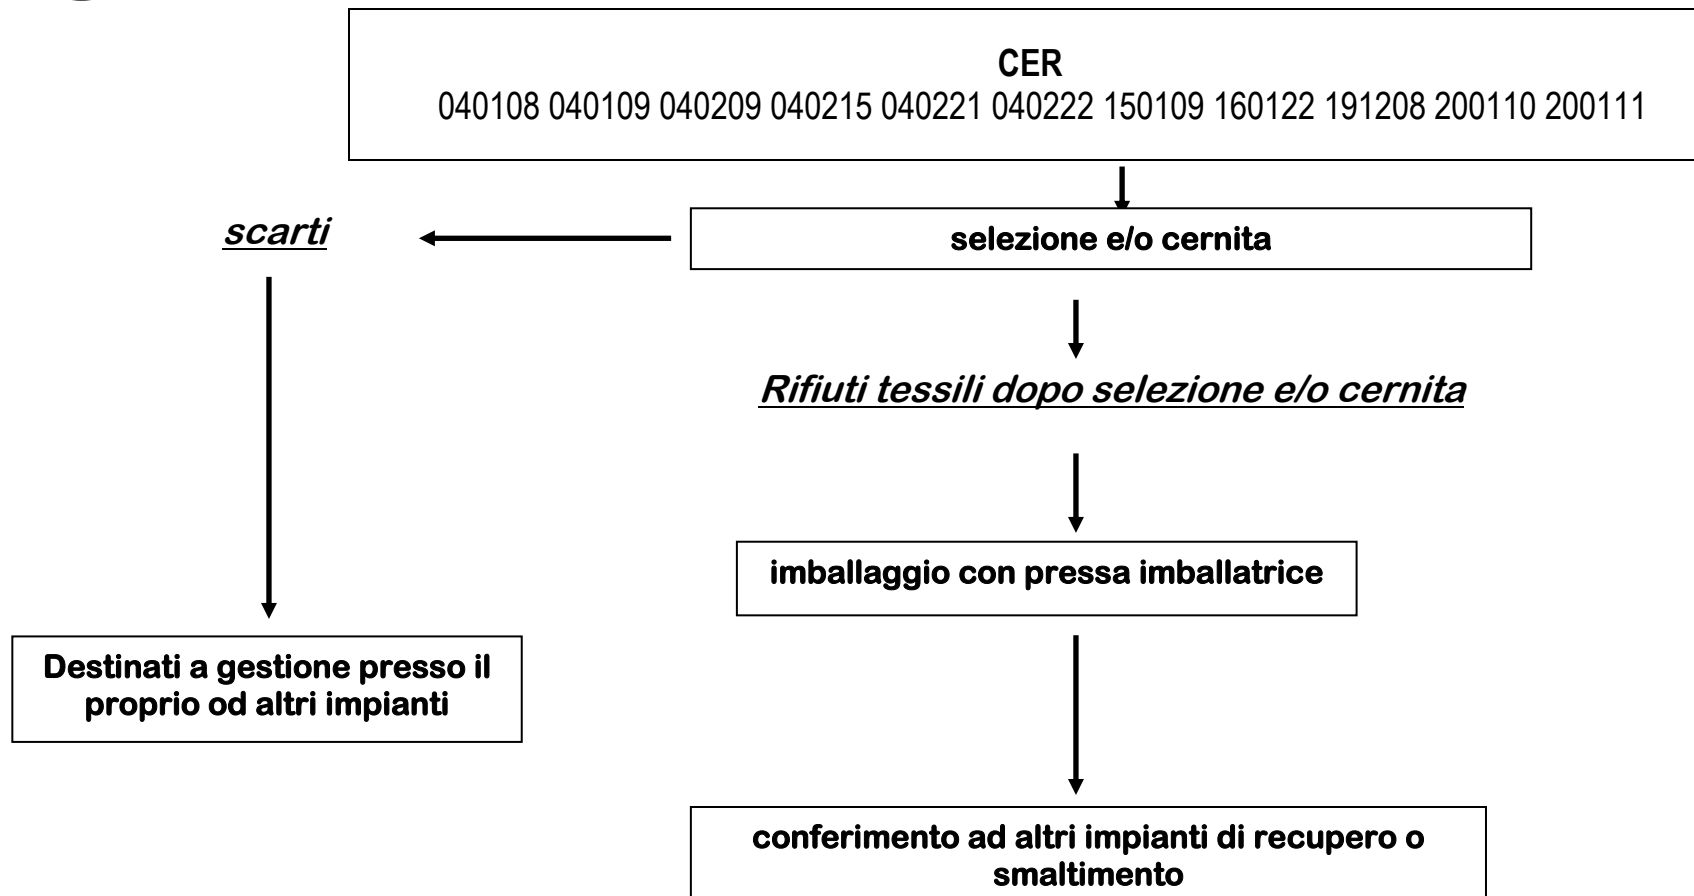 CER
040108 040109 040209 040215 040221 040222 150109 160122 191208 200110 200111
scarti
selezione e/o cernita
Rifiuti tessili dopo selezione e/o cernita
imballaggio con pressa imballatrice
Destinati a gestione presso il
proprio od altri impianti
conferimento ad altri impianti di recupero o
smaltimento